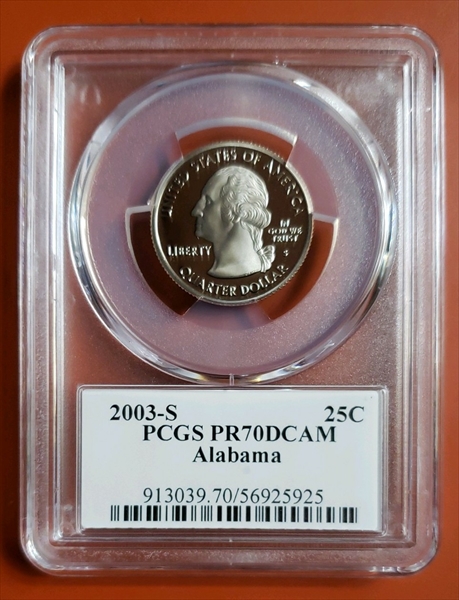 UNITED STATES OF AMERICA
LIBERTY
IN
GOD WE
TRUST
S
QUARTER DOLLAR
2003-S 25C
PCGS PR70DCAM
Alabama
913039.70/56925925